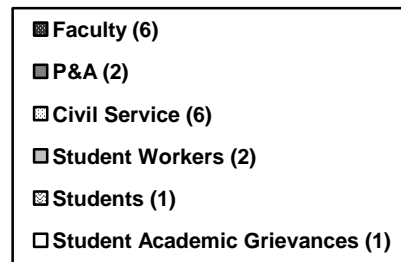 Faculty (6)
P&A (2)
Civil Service (6)
Student Workers (2)
Students (1)
Student Academic Grievances (1)